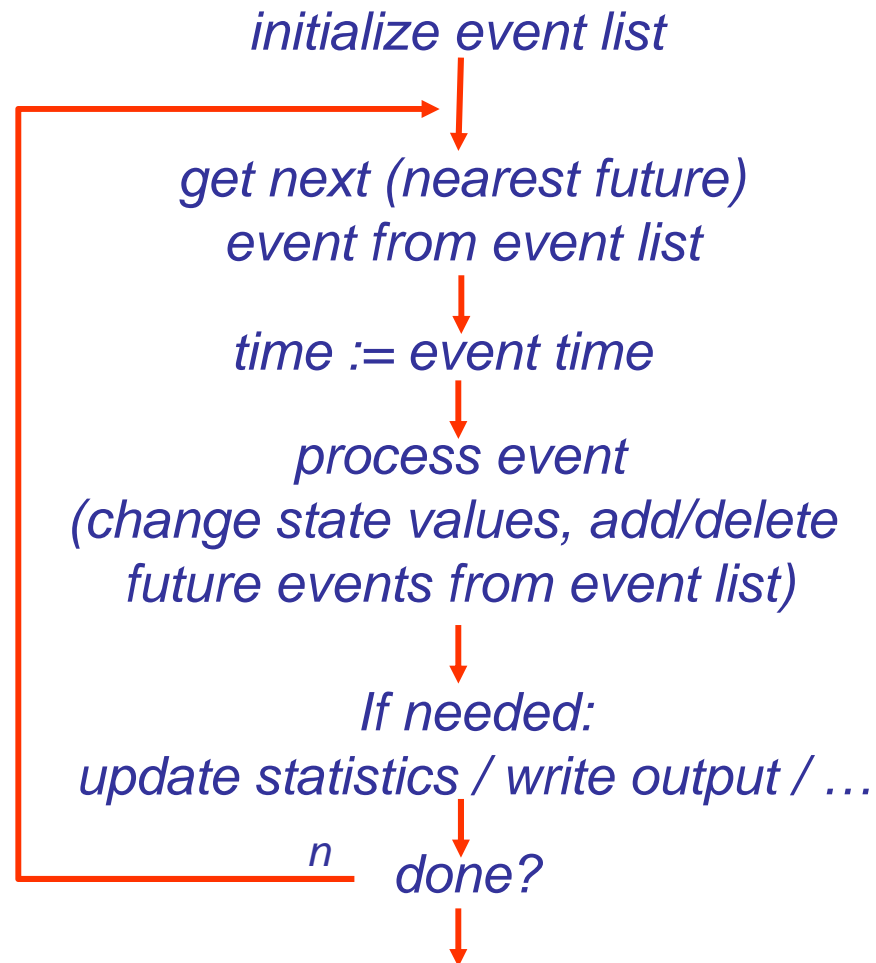 initialize event list
get next (nearest future)
event from event list
time := event time
process event
(change state values, add/delete
future events from event list)
If needed:
update statistics / write output / …
n
done?